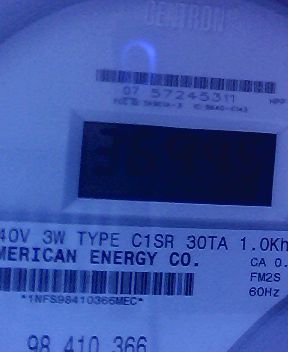 CENTRON
07 57245311
40V 3W TYPE C1SR 30TA 1.0Kh
MERICAN ENERGY CO.
CA 0.
FM2S
60Hz
*1NFS98410366MEC*
98 410 366